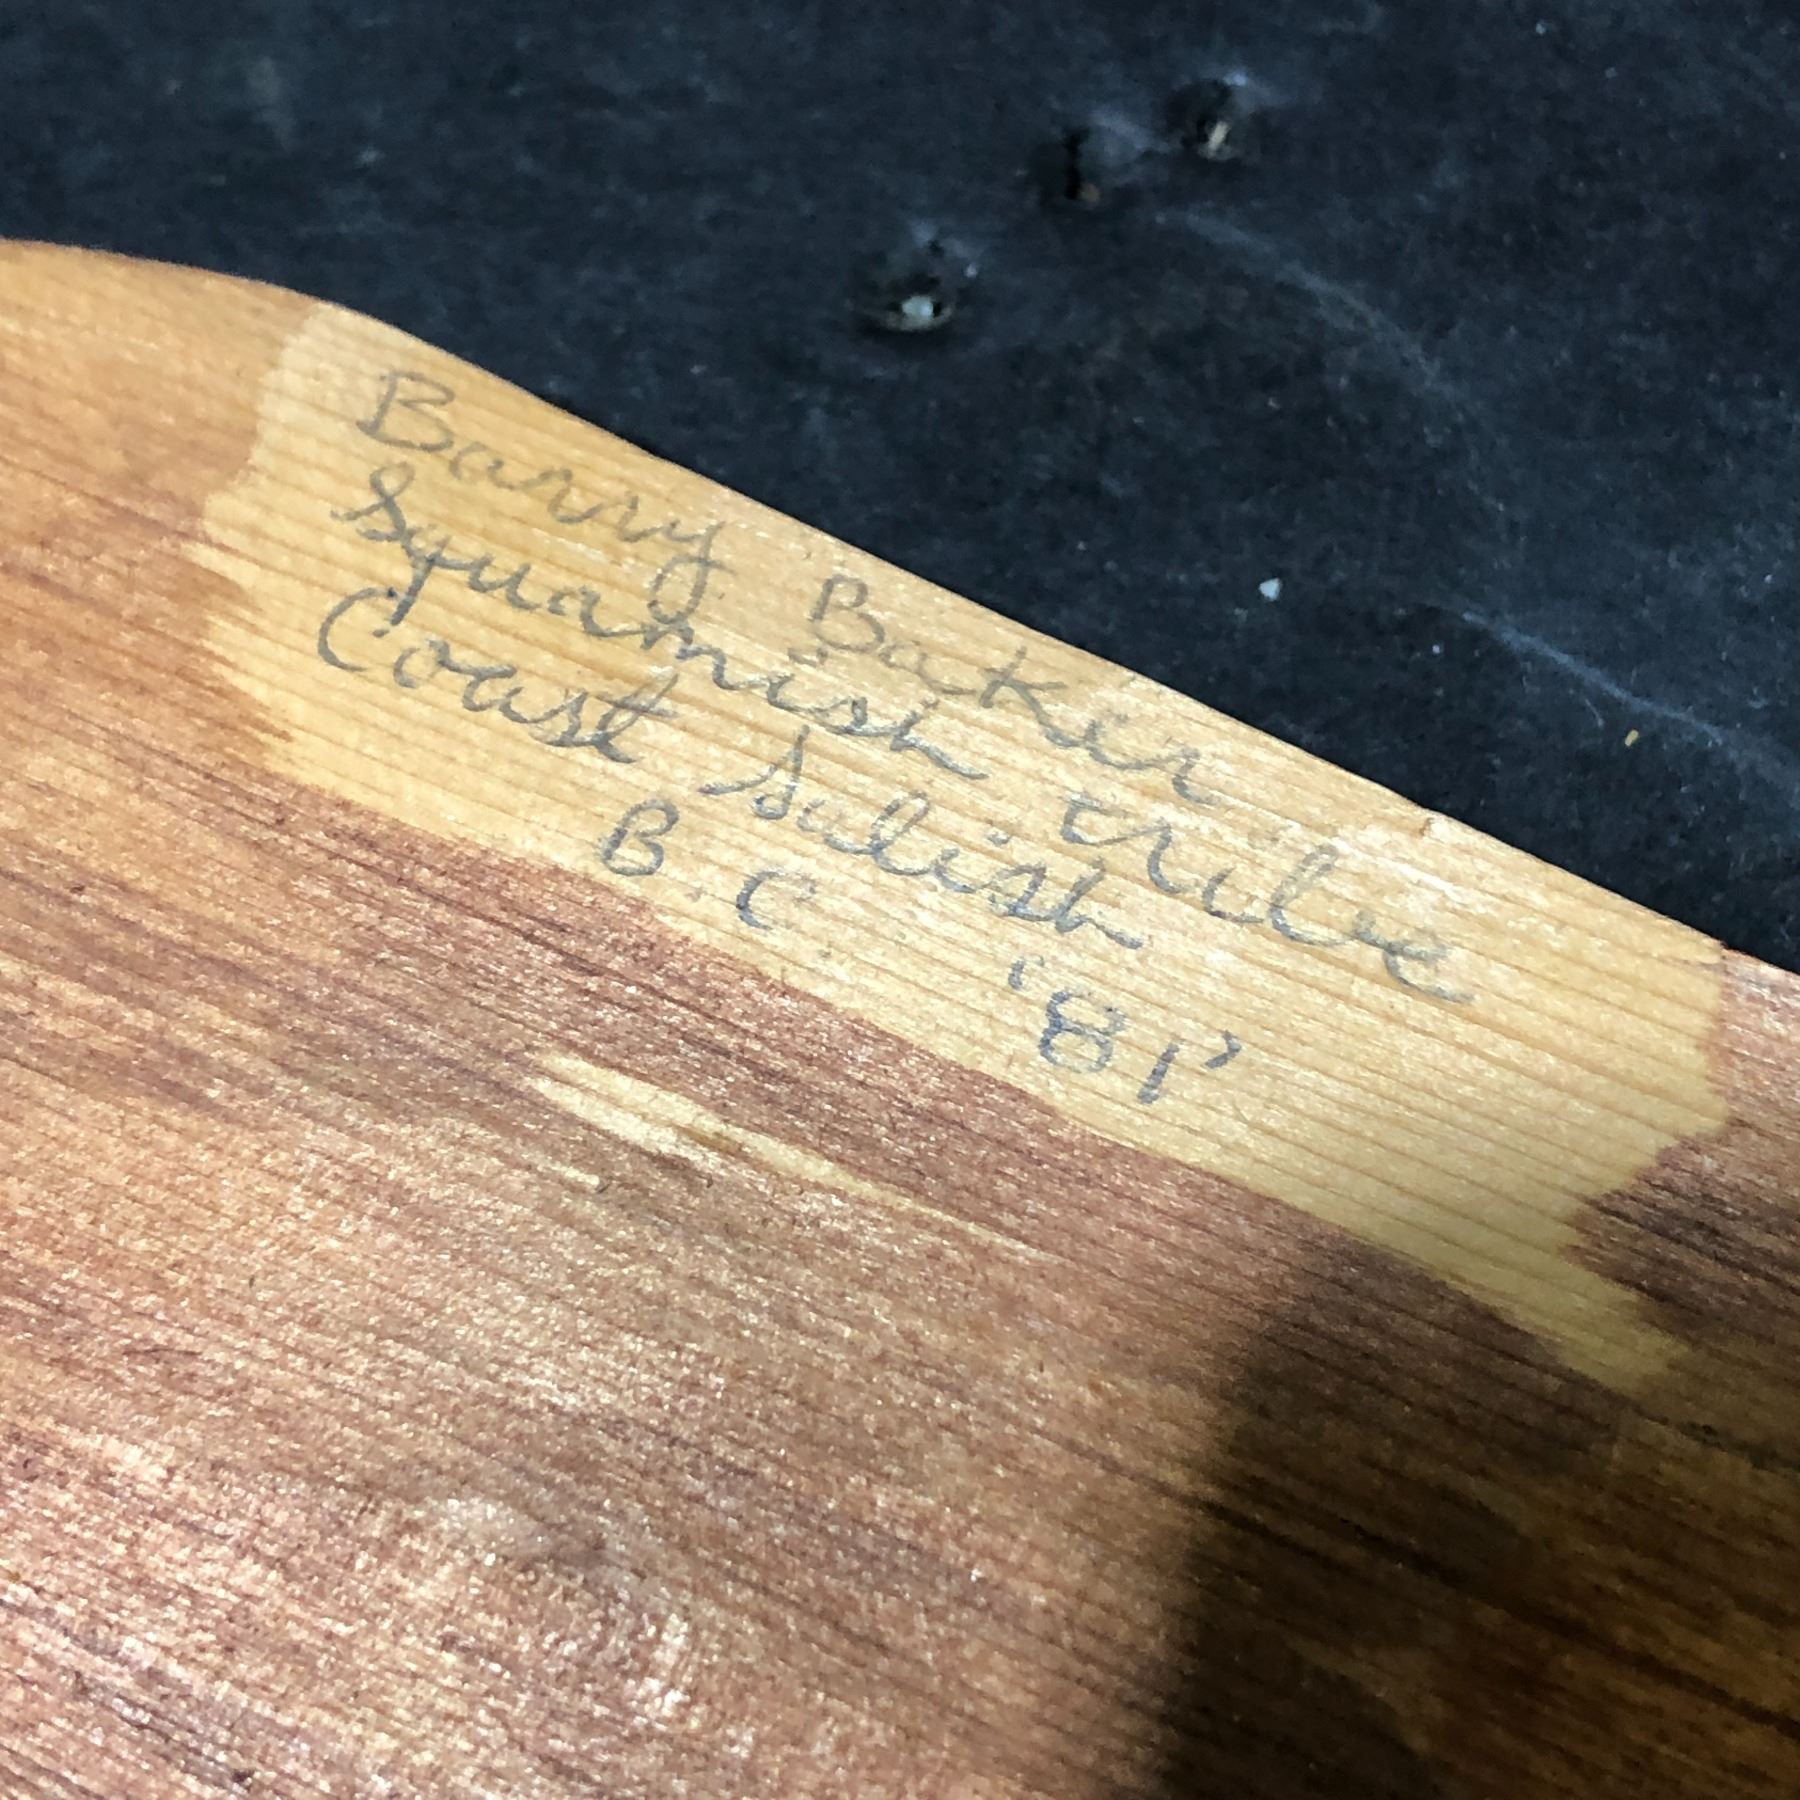 Barry Baker
Squamish tribe
Coast Salish
B.C. '81'